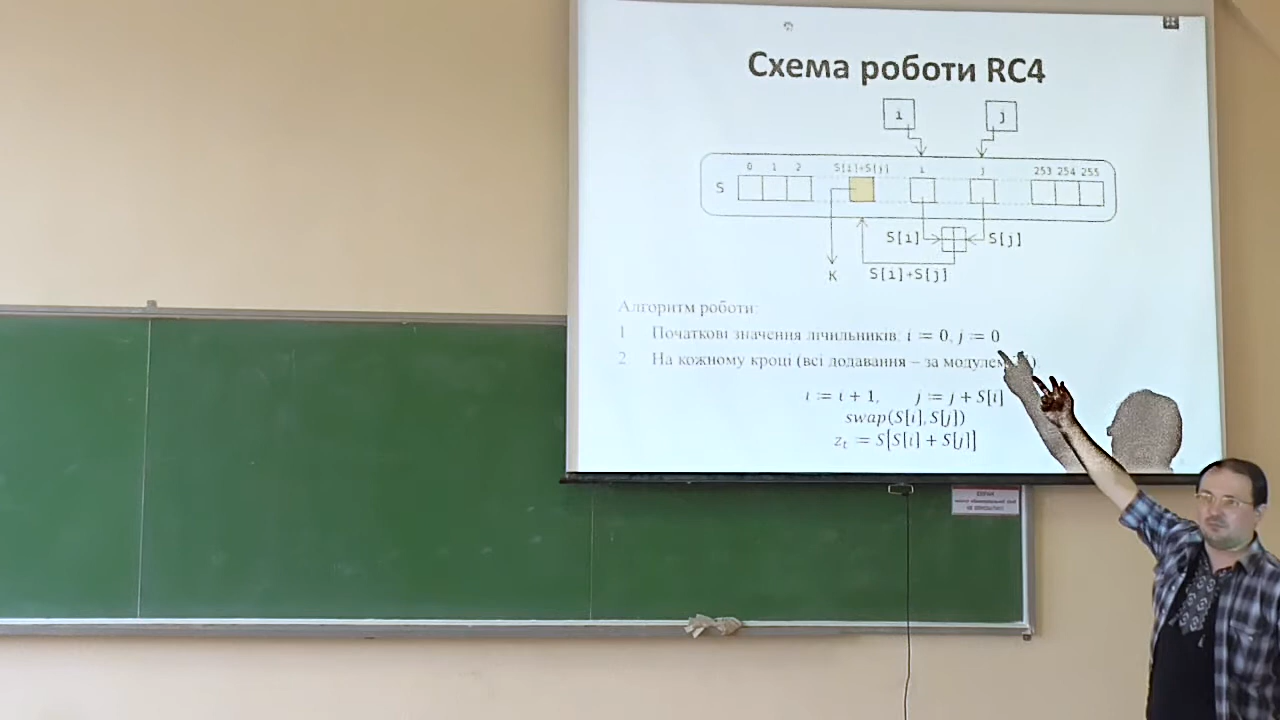 Схема роботи RC4
i j
0 1 2 S[i]+S[j] i j 253 254 255
S
S[i] S[j]
K S[i]+S[j]
Алгоритм роботи:
1 Початкові значення лічильників: i := 0, j := 0
2 На кожному кроці (всі додавання – за модулем
i := i + 1, j := j + S[i]
swap(S[i], S[j])
z_t := S[S[i] + S[j]]